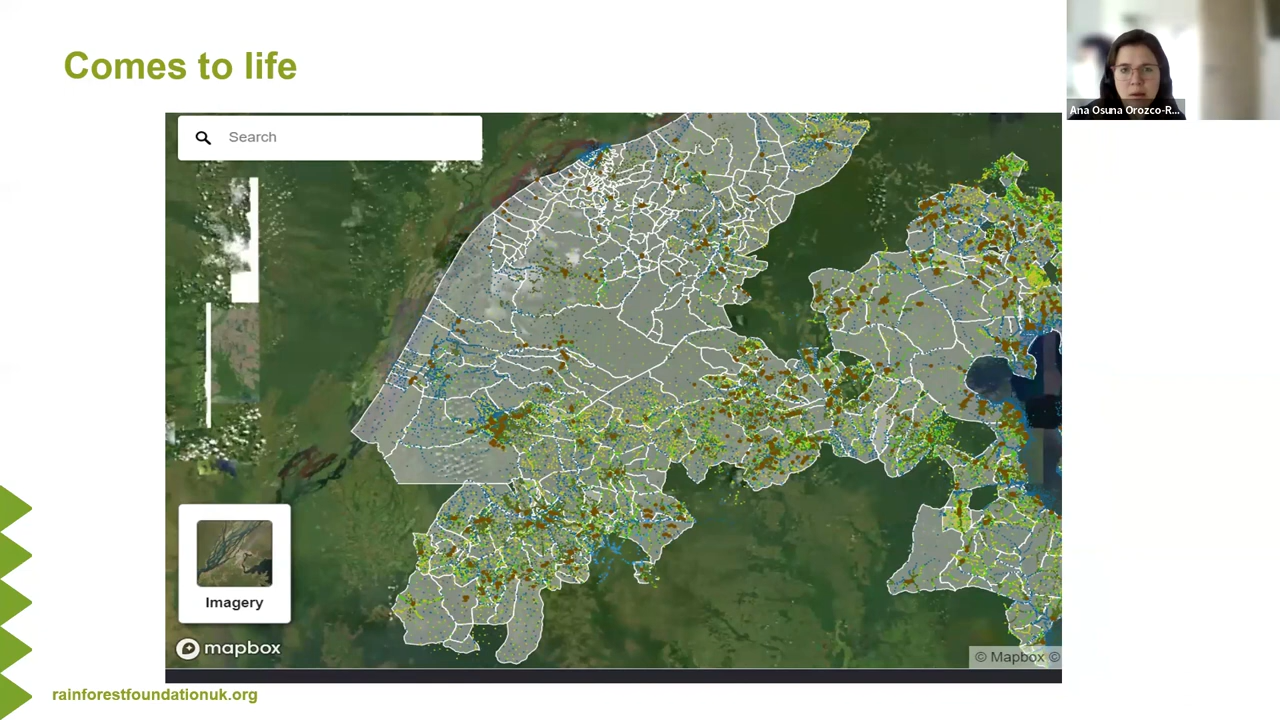 Comes to life
Ana Osuna Orozco-R...
Search
Imagery
mapbox
© Mapbox ©
rainforestfoundationuk.org